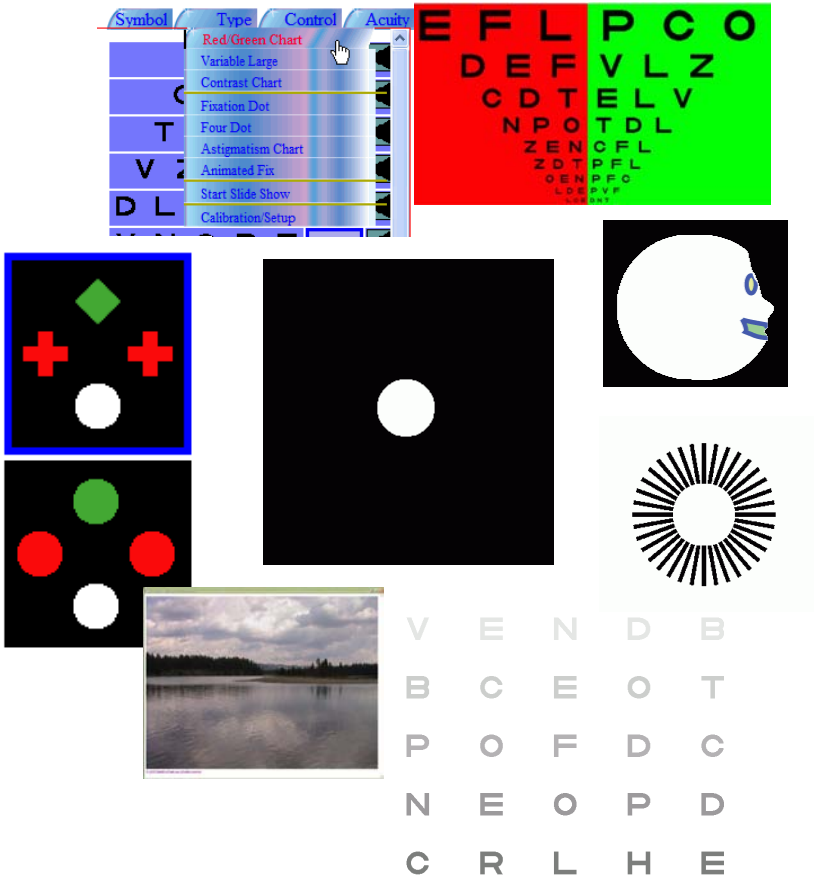 Symbol Type Control Acuity
Red/Green Chart
Variable Large
Contrast Chart
Fixation Dot
Four Dot
Astigmatism Chart
Animated Fix
Start Slide Show
Calibration/Setup
T
V Z
D L
E F L P C O
D E F V L Z
C D T E L V
N P O T D L
Z E N C F L
Z D T P F L
O E N P F C
L D E P V F
V E N D B
B C E O T
P O F D C
N E O P D
C R L H E